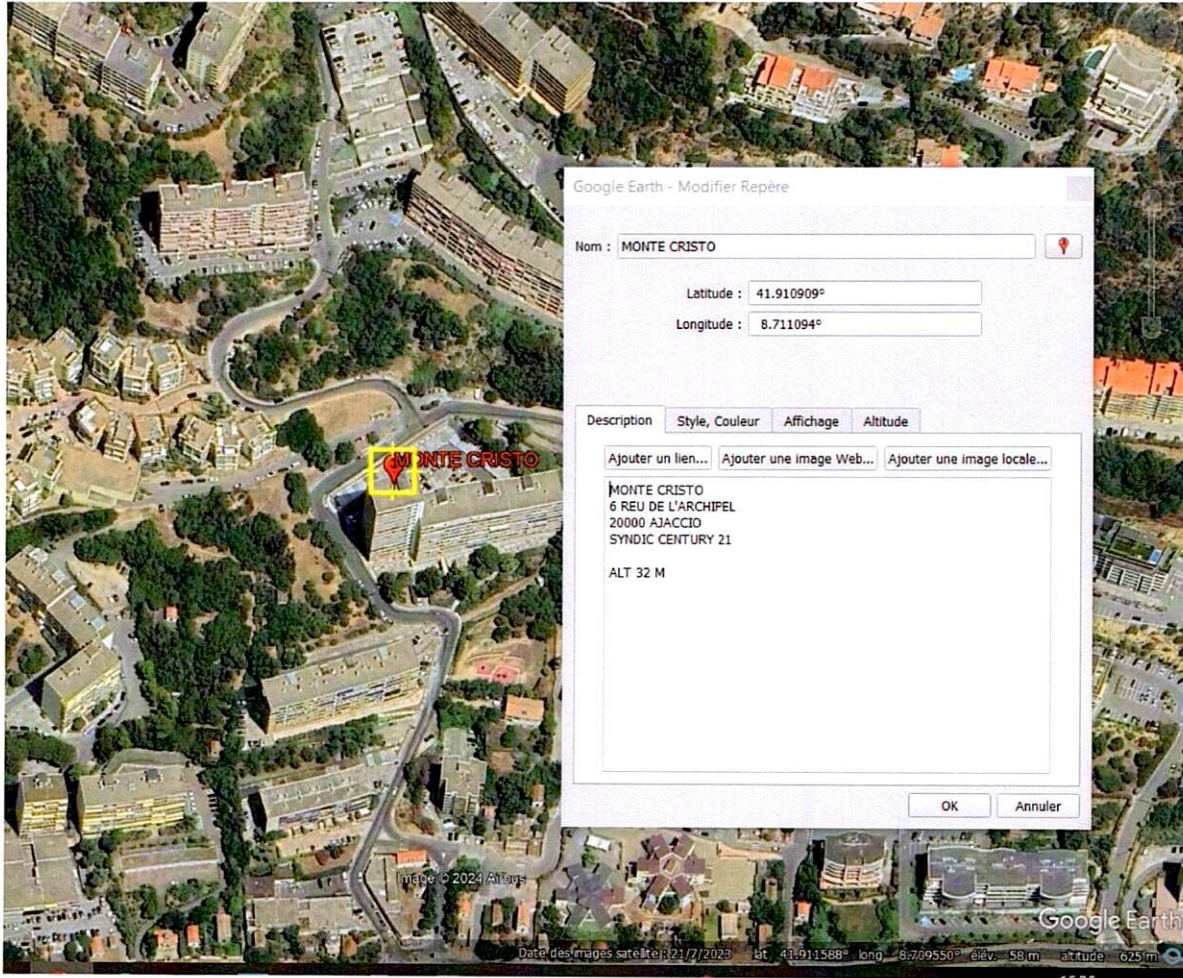 Google Earth - Modifier Repère
Nom : MONTE CRISTO
Latitude : 41.910909°
Longitude : 8.711094°
Description Style, Couleur Affichage Altitude
Ajouter un lien... Ajouter une image Web... Ajouter une image locale...
MONTE CRISTO
6 REU DE L'ARCHIPEL
20000 AJACCIO
SYNDIC CENTURY 21
ALT 32 M
OK Annuler
MONTE CRISTO
Image © 2024 Airbus
Google Earth
Date des images satellite : 21/7/2023 lat 41.911588° long 8.709550° élév. 58 m altitude 625 m